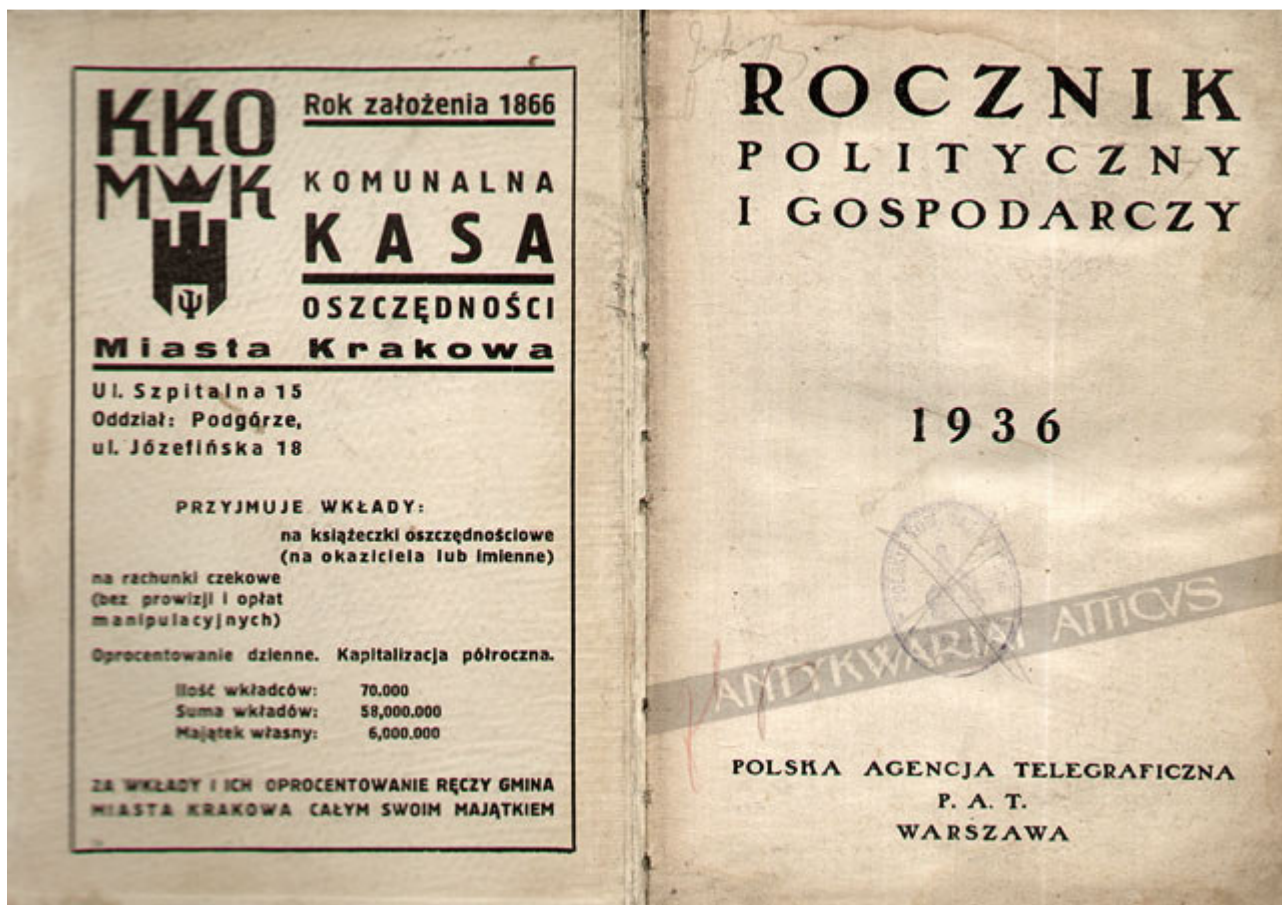 KKO
MK
Rok założenia 1866
KOMUNALNA
KASA
OSZCZĘDNOŚCI
Miasta Krakowa
Ul. Szpitalna 15
Oddział: Podgórze,
ul. Józefińska 18
PRZYJMUJE WKŁADY:
na książeczki oszczędnościowe
(na okaziciela lub imienne)
na rachunki czekowe
(bez prowizji i opłat
manipulacyjnych)
Oprocentowanie dzienne. Kapitalizacja półroczna.
Ilość wkładców: 70.000
Suma wkładów: 58,000.000
Majątek własny: 6,000.000
ZA WKŁADY I ICH OPROCENTOWANIE RĘCZY GMINA
MIASTA KRAKOWA CAŁYM SWOIM MAJĄTKIEM
ROCZNIK
POLITYCZNY
I GOSPODARCZY
1936
ANTYKWARIAT ATTICVS
POLSKA AGENCJA TELEGRAFICZNA
P. A. T.
WARSZAWA